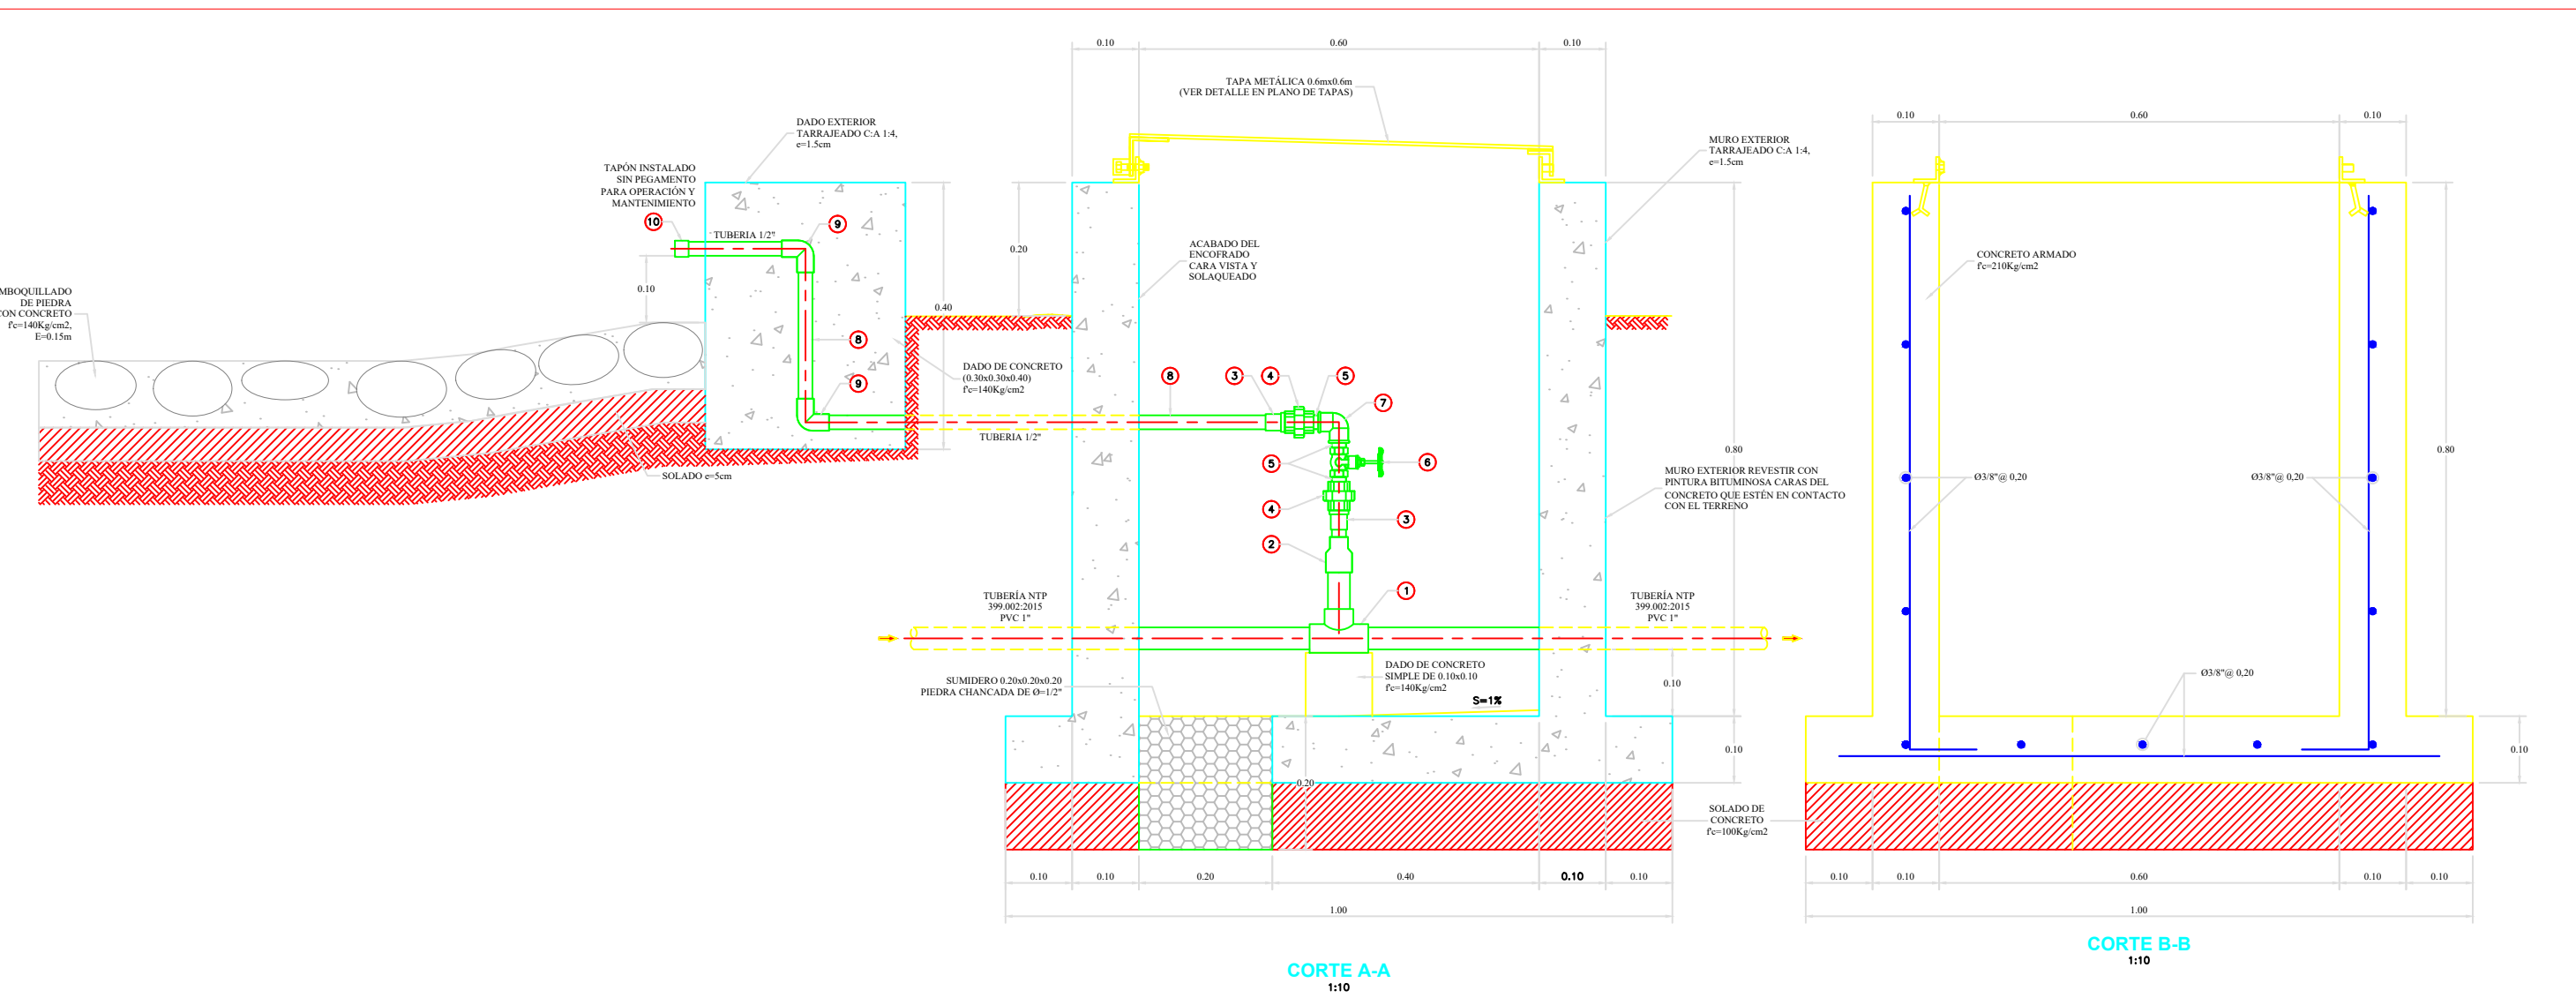 0.10
0.60
0.10
TAPA METÁLICA 0.6mx0.6m
(VER DETALLE EN PLANO DE TAPAS)
DADO EXTERIOR
TARRAJEADO C:A 1:4,
e=1.5cm
TAPÓN INSTALADO
SIN PEGAMENTO
PARA OPERACIÓN Y
MANTENIMIENTO
10
TUBERIA 1/2"
9
0.10
MBOQUILLADO
DE PIEDRA
CON CONCRETO
f'c=140Kg/cm2,
E=0.15m
8
9
0.40
0.20
DADO DE CONCRETO
(0.30x0.30x0.40)
f'c=140Kg/cm2
SOLADO e=5cm
TUBERIA 1/2"
ACABADO DEL
ENCOFRADO
CARA VISTA Y
SOLAQUEADO
MURO EXTERIOR
TARRAJEADO C:A 1:4,
e=1.5cm
8
3
4
5
7
5
6
4
3
2
1
0.80
MURO EXTERIOR REVESTIR CON
PINTURA BITUMINOSA CARAS DEL
CONCRETO QUE ESTÉN EN CONTACTO
CON EL TERRENO
TUBERÍA NTP
399.002:2015
PVC 1"
TUBERÍA NTP
399.002:2015
PVC 1"
SUMIDERO 0.20x0.20x0.20
PIEDRA CHANCADA DE Ø=1/2"
DADO DE CONCRETO
SIMPLE DE 0.10x0.10
f'c=140Kg/cm2
S=1%
0.10
0.10
0.20
SOLADO DE
CONCRETO
f'c=100Kg/cm2
0.10
0.10
0.20
0.40
0.10
0.10
1.00
CORTE A-A
1:10
0.10
0.60
0.10
CONCRETO ARMADO
f'c=210Kg/cm2
Ø3/8"@ 0,20
Ø3/8"@ 0,20
0.80
Ø3/8"@ 0,20
0.10
0.10
0.10
0.60
0.10
0.10
1.00
CORTE B-B
1:10